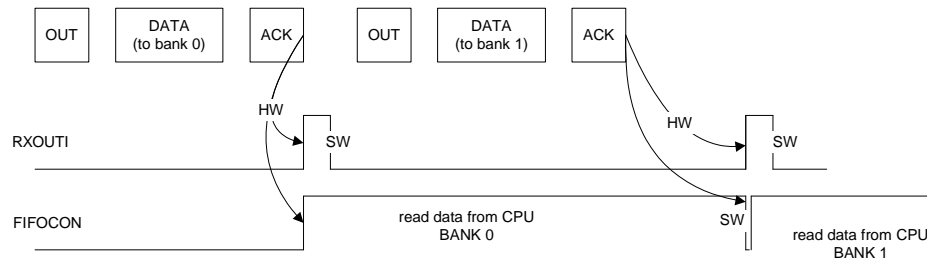 OUT
DATA
(to bank 0)
ACK
OUT
DATA
(to bank 1)
ACK
HW
HW
RXOUTI
SW
SW
FIFOCON
read data from CPU
BANK 0
SW
read data from CPU
BANK 1